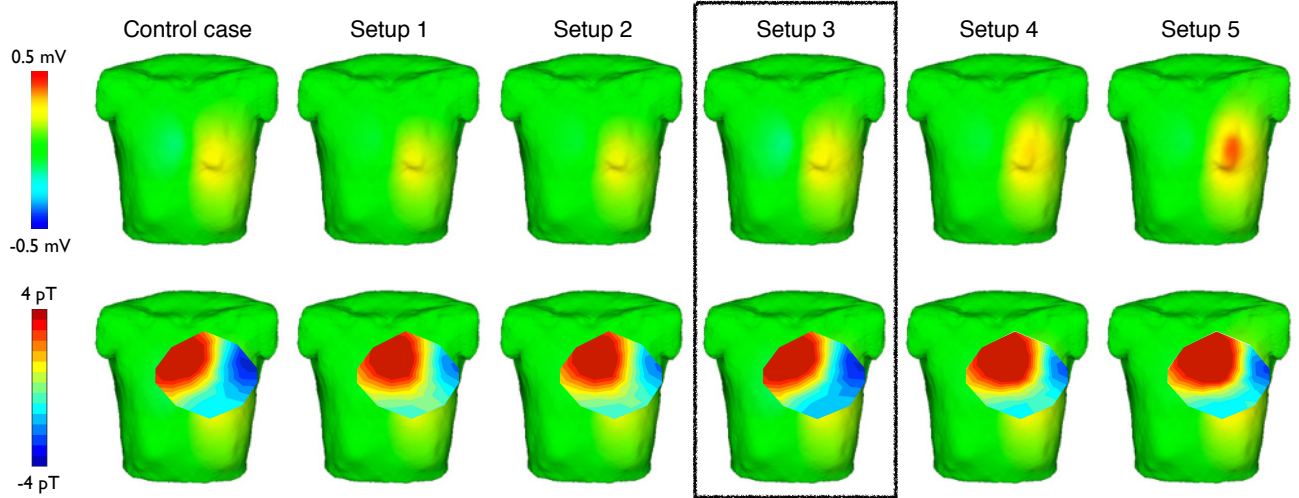 Control case
Setup 1
Setup 2
Setup 3
Setup 4
Setup 5
0.5 mV
-0.5 mV
4 pT
-4 pT